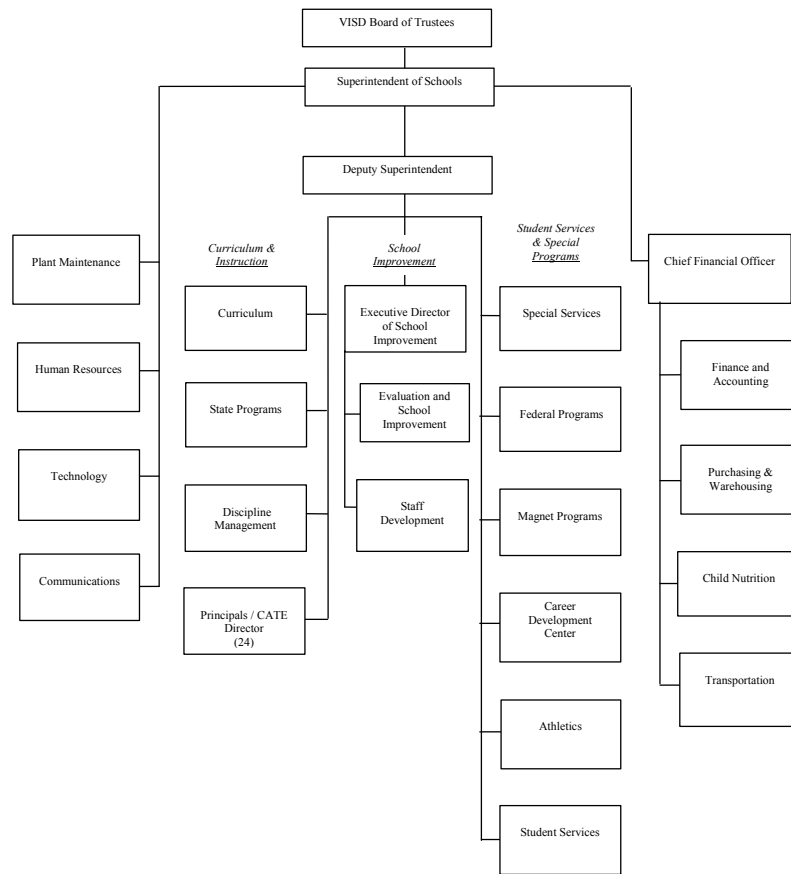 VISD Board of Trustees
Superintendent of Schools
Deputy Superintendent
Plant Maintenance
Human Resources
Technology
Communications
Curriculum &
Instruction
Curriculum
State Programs
Discipline
Management
Principals / CATE
Director
(24)
School
Improvement
Executive Director
of School
Improvement
Evaluation and
School
Improvement
Staff
Development
Student Services
& Special
Programs
Special Services
Federal Programs
Magnet Programs
Career
Development
Center
Athletics
Student Services
Chief Financial Officer
Finance and
Accounting
Purchasing &
Warehousing
Child Nutrition
Transportation